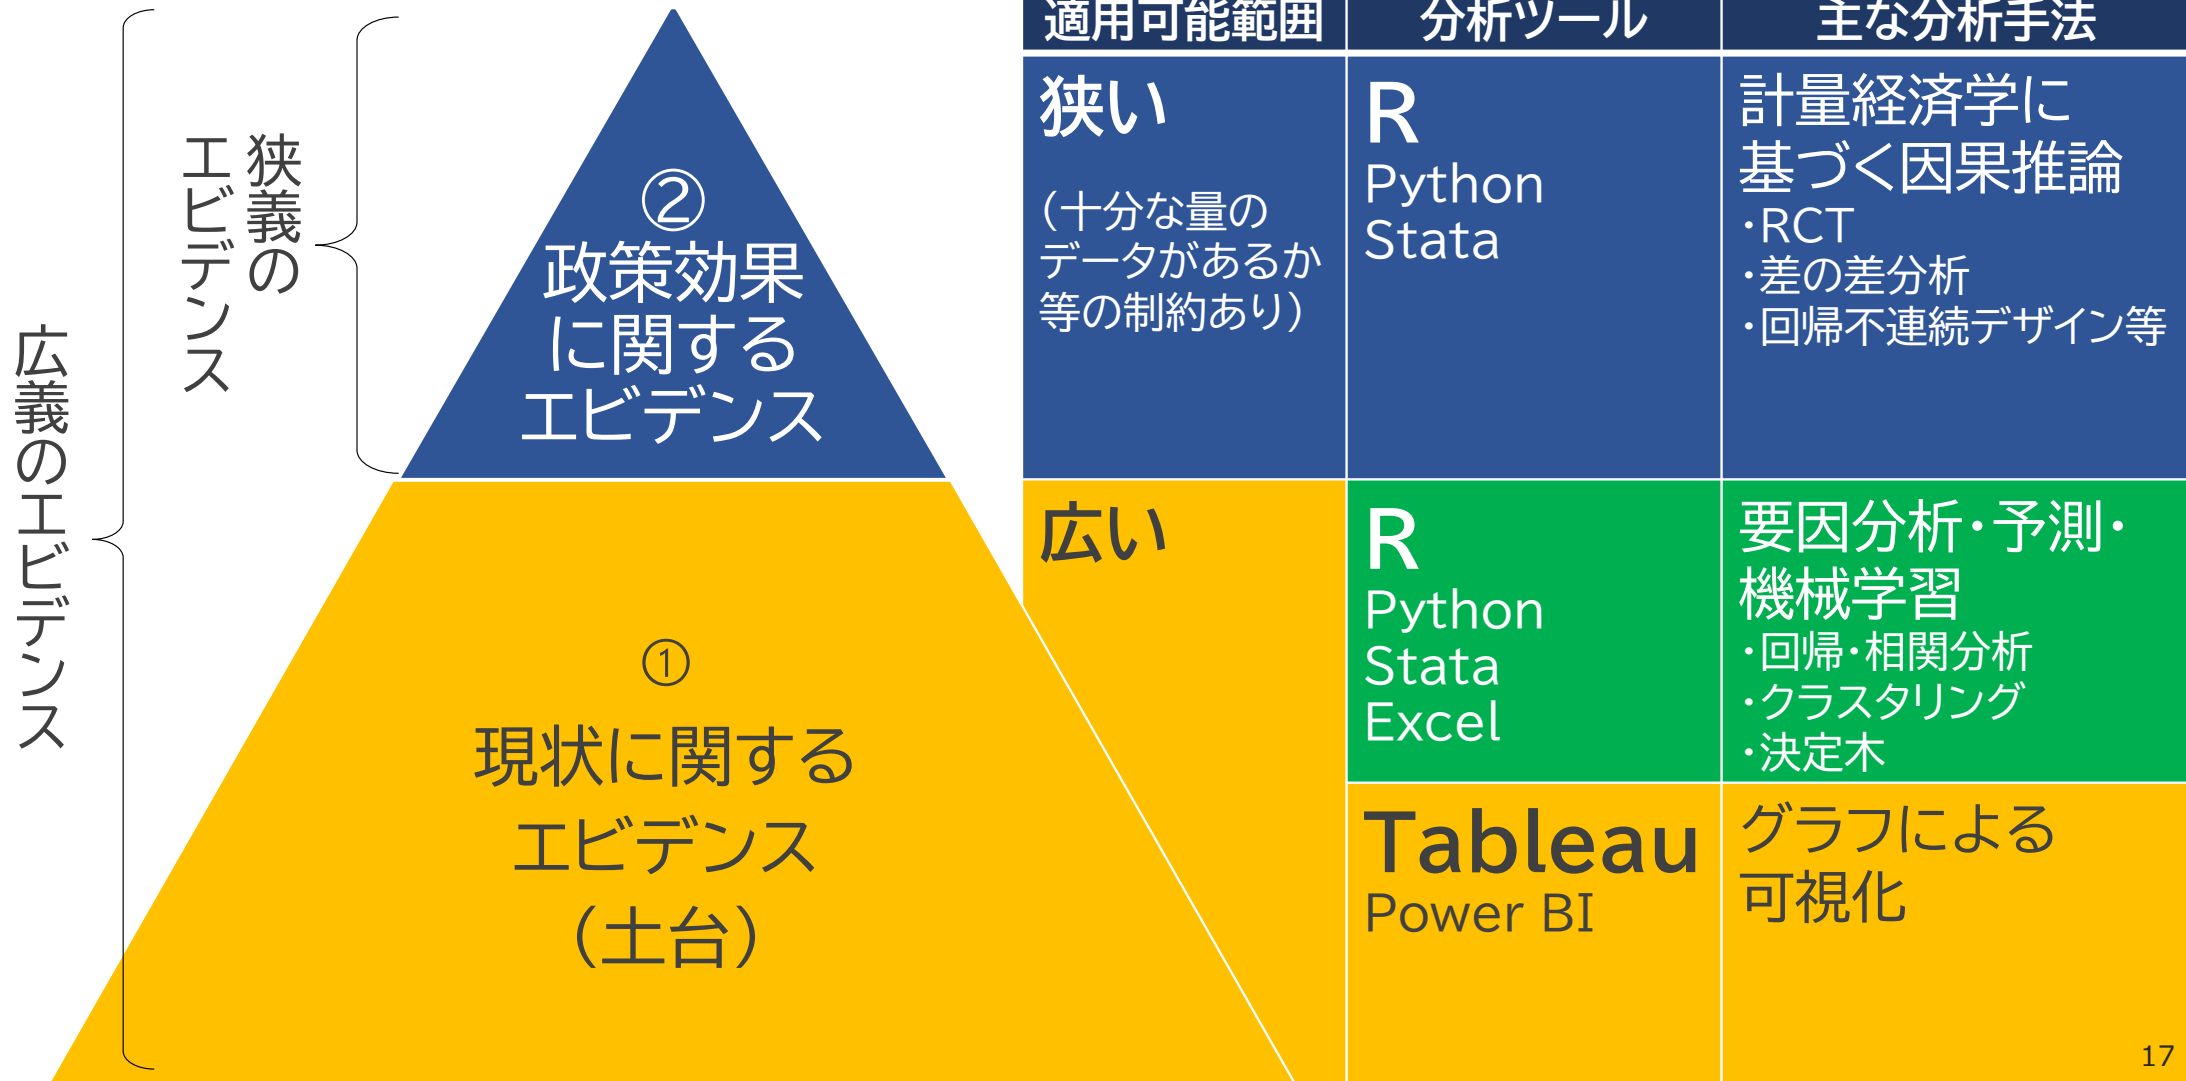 広義のエビデンス
狭義の
エビデンス
②
政策効果
に関する
エビデンス
①
現状に関する
エビデンス
（土台）
適用可能範囲
分析ツール
主な分析手法
狭い
（十分な量の
データがあるか
等の制約あり）
R
Python
Stata
計量経済学に
基づく因果推論
・RCT
・差の差分析
・回帰不連続デザイン等
広い
R
Python
Stata
Excel
要因分析・予測・
機械学習
・回帰・相関分析
・クラスタリング
・決定木
Tableau
Power BI
グラフによる
可視化
17